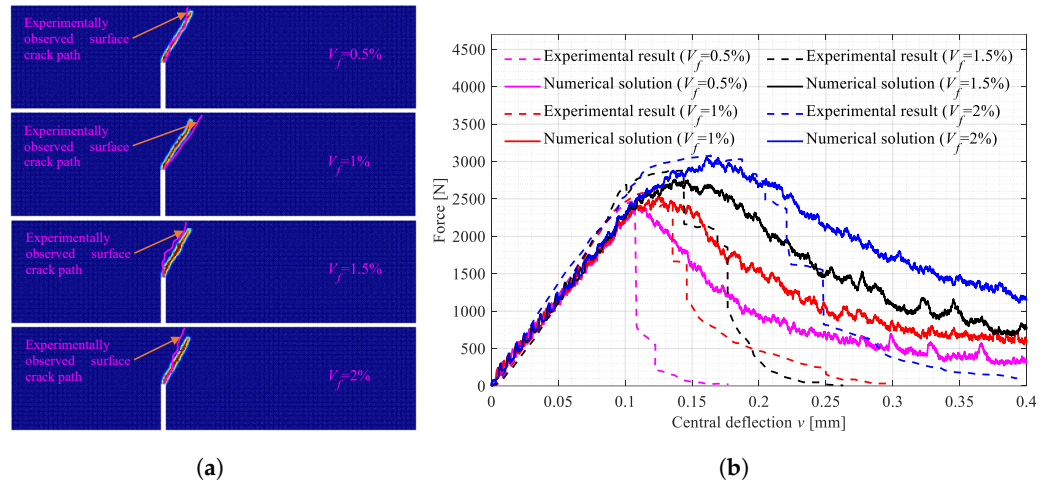 Experimentally
observed surface
crack path
V_f=0.5%
Experimentally
observed surface
crack path
V_f=1%
Experimentally
observed surface
crack path
V_f=1.5%
Experimentally
observed surface
crack path
V_f=2%
(a)
Experimental result (V_f=0.5%)
Numerical solution (V_f=0.5%)
Experimental result (V_f=1%)
Numerical solution (V_f=1%)
Experimental result (V_f=1.5%)
Numerical solution (V_f=1.5%)
Experimental result (V_f=2%)
Numerical solution (V_f=2%)
Force [N]
4500
4000
3500
3000
2500
2000
1500
1000
500
0
0 0.05 0.1 0.15 0.2 0.25 0.3 0.35 0.4
Central deflection v [mm]
(b)